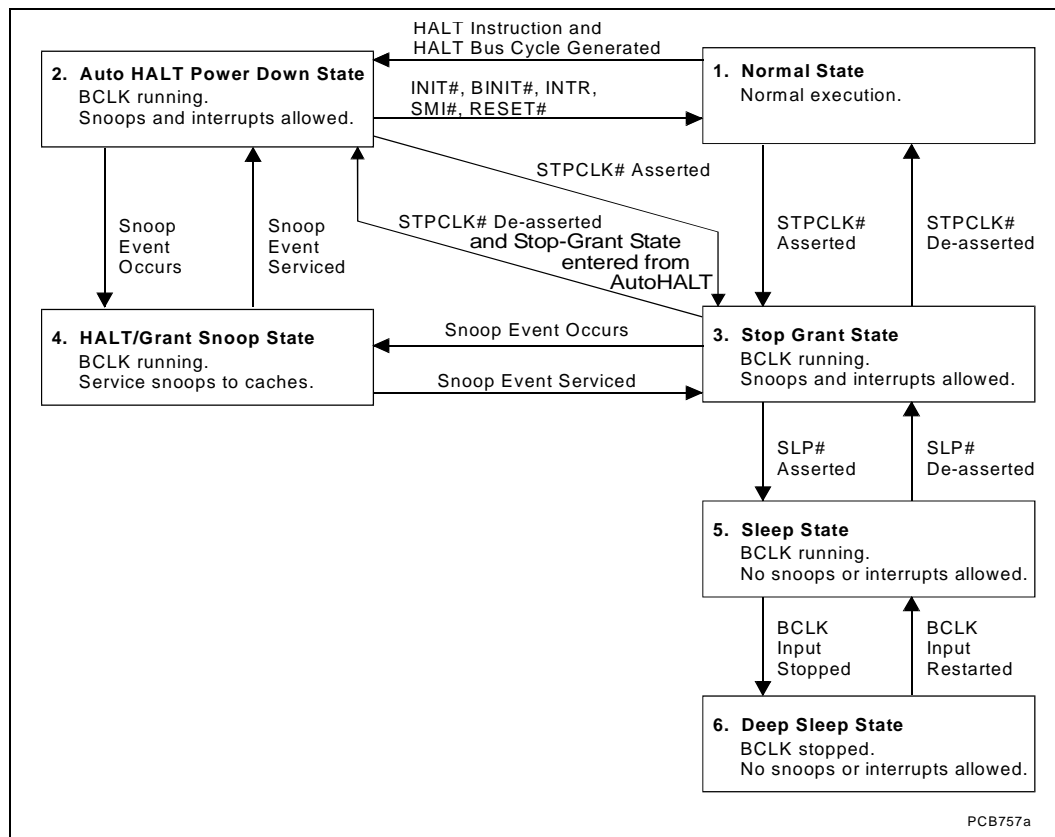 HALT Instruction and
HALT Bus Cycle Generated
2. Auto HALT Power Down State
BCLK running.
Snoops and interrupts allowed.
INIT#, BINIT#, INTR,
SMI#, RESET#
1. Normal State
Normal execution.
STPCLK# Asserted
STPCLK# De-asserted
and Stop-Grant State
entered from
AutoHALT
Snoop
Event
Occurs
Snoop
Event
Serviced
STPCLK#
Asserted
STPCLK#
De-asserted
4. HALT/Grant Snoop State
BCLK running.
Service snoops to caches.
Snoop Event Occurs
Snoop Event Serviced
3. Stop Grant State
BCLK running.
Snoops and interrupts allowed.
SLP#
Asserted
SLP#
De-asserted
5. Sleep State
BCLK running.
No snoops or interrupts allowed.
BCLK
Input
Stopped
BCLK
Input
Restarted
6. Deep Sleep State
BCLK stopped.
No snoops or interrupts allowed.
PCB757a